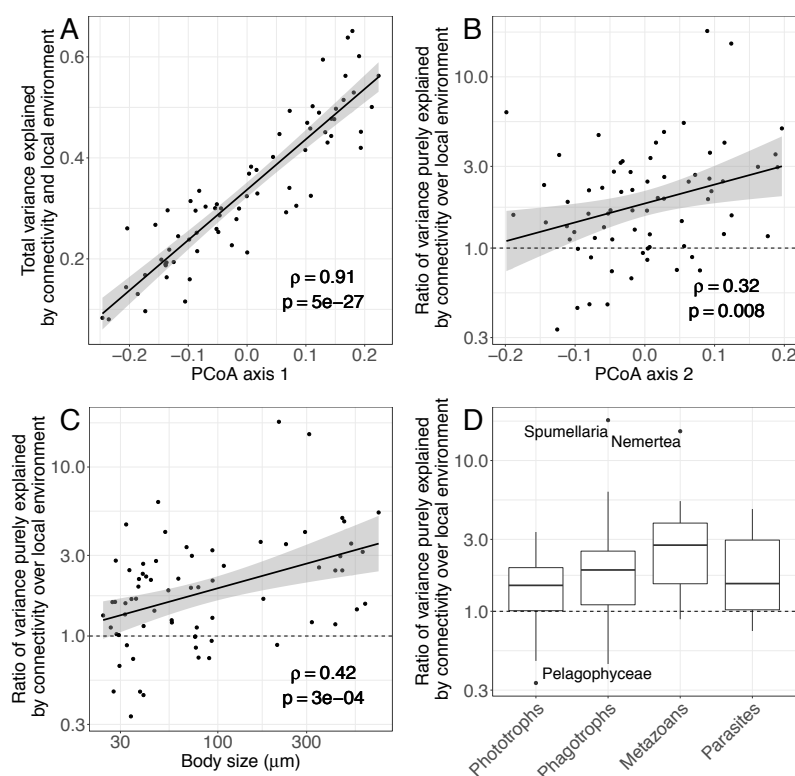 A
Total variance explained
by connectivity and local environment
0.6
0.4
0.2
ρ = 0.91
p = 5e−27
−0.2 −0.1 0.0 0.1 0.2
PCoA axis 1
B
Ratio of variance purely explained
by connectivity over local environment
10.0
3.0
1.0
0.3
ρ = 0.32
p = 0.008
−0.2 −0.1 0.0 0.1 0.2
PCoA axis 2
C
Ratio of variance purely explained
by connectivity over local environment
10.0
3.0
1.0
0.3
ρ = 0.42
p = 3e−04
30 100 300
Body size (μm)
D
Ratio of variance purely explained
by connectivity over local environment
10.0
3.0
1.0
0.3
Spumellaria
Nemertea
Pelagophyceae
Phototrophs
Phagotrophs
Metazoans
Parasites